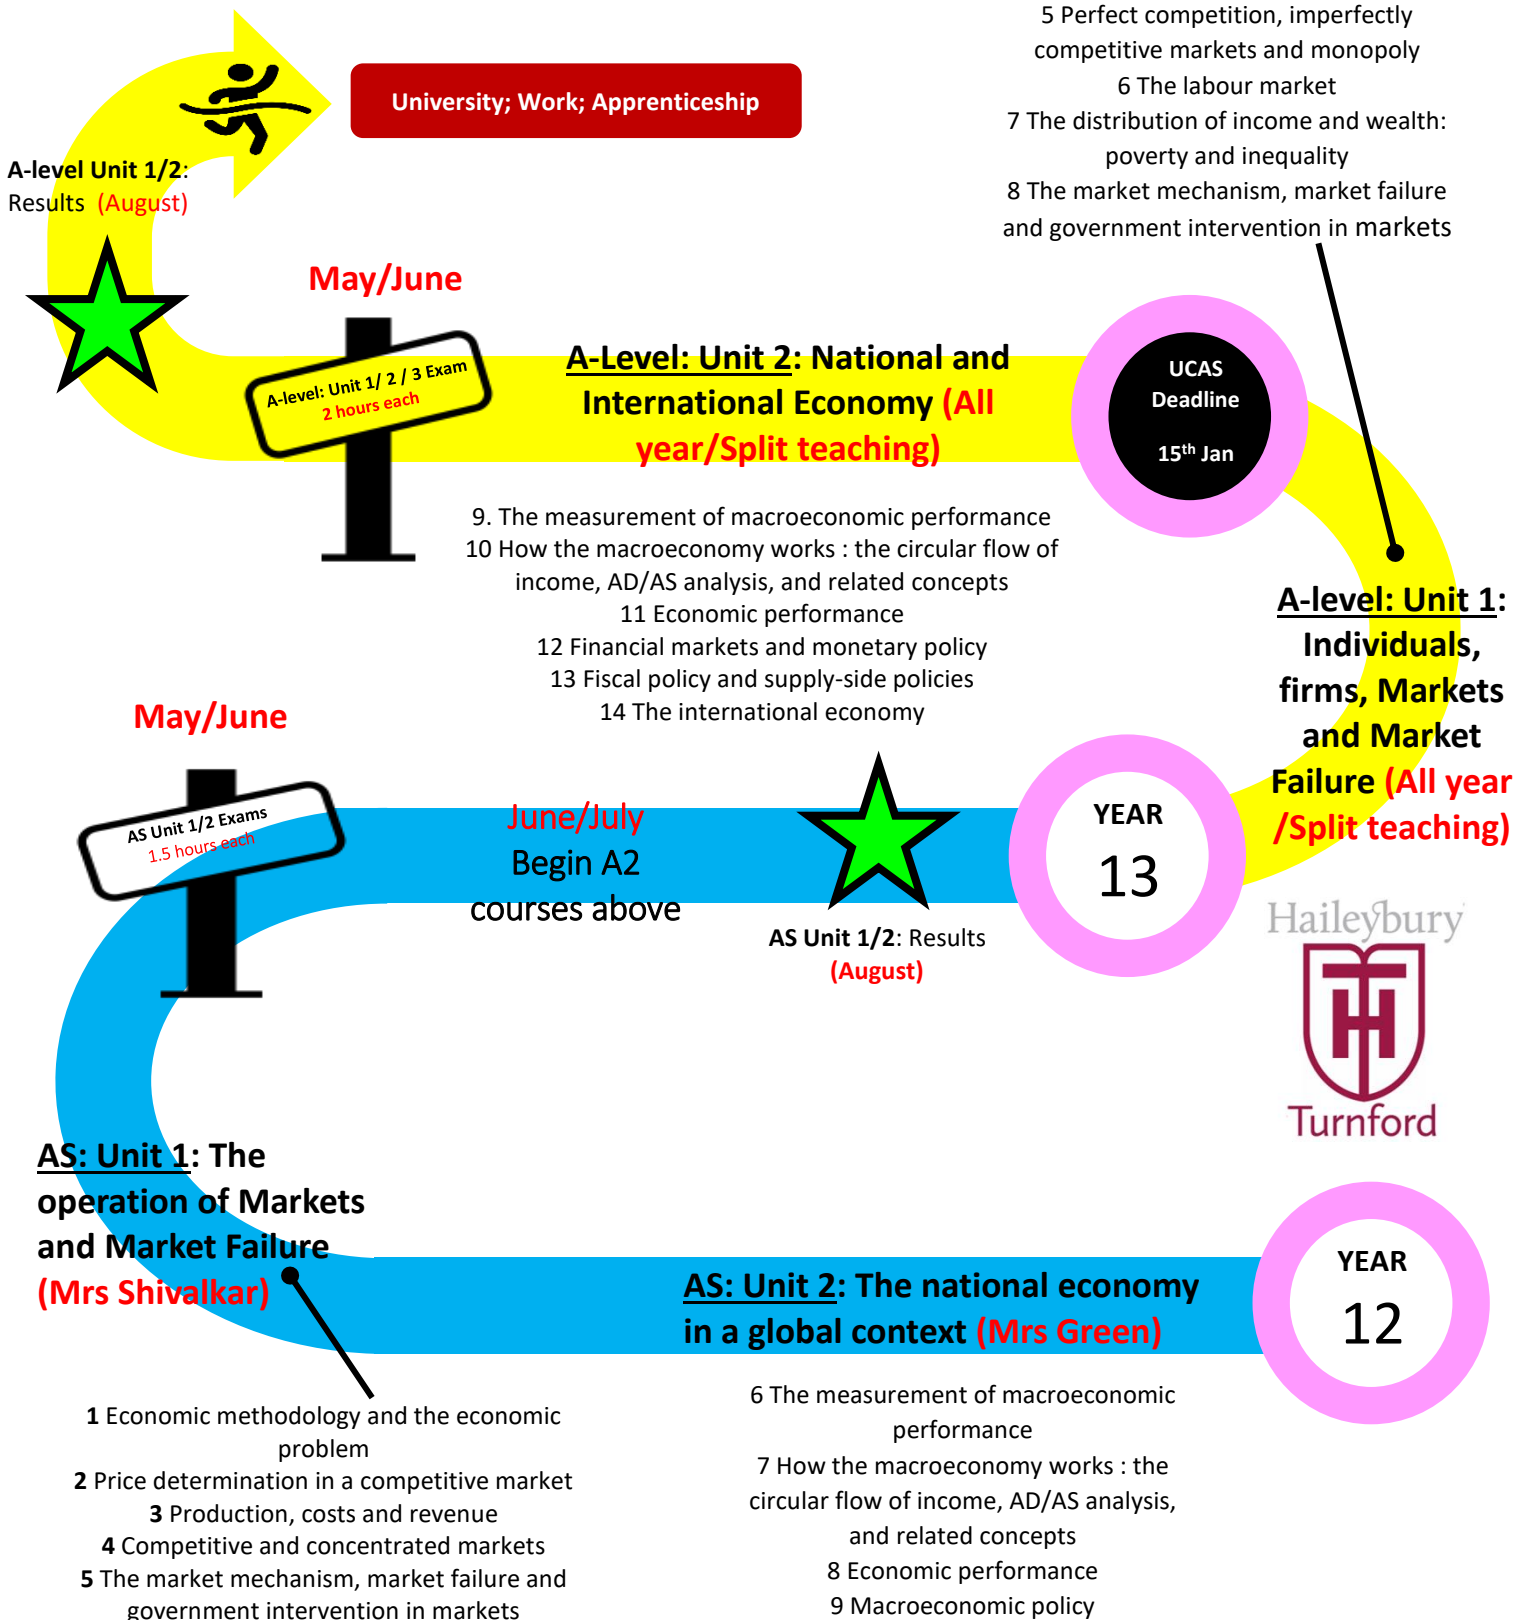 5 Perfect competition, imperfectly
competitive markets and monopoly
6 The labour market
7 The distribution of income and wealth:
poverty and inequality
8 The market mechanism, market failure
and government intervention in markets
University; Work; Apprenticeship
A-level Unit 1/2:
Results (August)
May/June
A-level: Unit 1/ 2 / 3 Exam
2 hours each
A-Level: Unit 2: National and
International Economy (All
year/Split teaching)
UCAS
Deadline
15th Jan
9. The measurement of macroeconomic performance
10 How the macroeconomy works : the circular flow of
income, AD/AS analysis, and related concepts
11 Economic performance
12 Financial markets and monetary policy
13 Fiscal policy and supply-side policies
14 The international economy
A-level: Unit 1:
Individuals,
firms, Markets
and Market
Failure (All year
/Split teaching)
May/June
AS Unit 1/2 Exams
1.5 hours each
June/July
Begin A2
courses above
AS Unit 1/2: Results
(August)
YEAR
13
Haileybury
TH
Turnford
AS: Unit 1: The
operation of Markets
and Market Failure
(Mrs Shivalkar)
AS: Unit 2: The national economy
in a global context (Mrs Green)
YEAR
12
1 Economic methodology and the economic
problem
2 Price determination in a competitive market
3 Production, costs and revenue
4 Competitive and concentrated markets
5 The market mechanism, market failure and
government intervention in markets
6 The measurement of macroeconomic
performance
7 How the macroeconomy works : the
circular flow of income, AD/AS analysis,
and related concepts
8 Economic performance
9 Macroeconomic policy